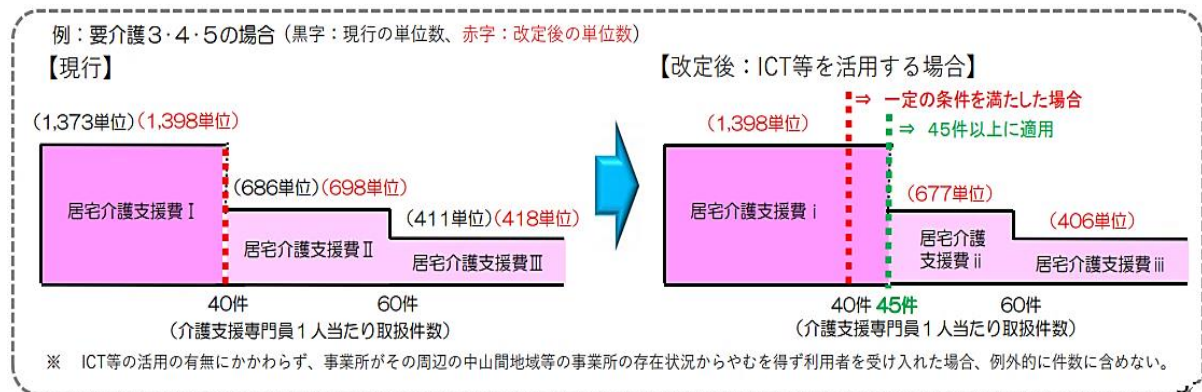 例：要介護３・４・５の場合（黒字：現行の単位数、赤字：改定後の単位数）
【現行】
(1,373単位)(1,398単位)
居宅介護支援費Ⅰ
(686単位)(698単位)
居宅介護支援費Ⅱ
(411単位)(418単位)
居宅介護支援費Ⅲ
40件
60件
（介護支援専門員１人当たり取扱件数）
【改定後：ICT等を活用する場合】
⇒ 一定の条件を満たした場合
(1,398単位)
⇒ 45件以上に適用
居宅介護支援費ⅰ
(677単位)
居宅介護
支援費ⅱ
(406単位)
居宅介護支援費ⅲ
40件
45件
60件
（介護支援専門員１人当たり取扱件数）
※　ICT等の活用の有無にかかわらず、事業所がその周辺の中山間地域等の事業所の存在状況からやむを得ず利用者を受け入れた場合、例外的に件数に含めない。